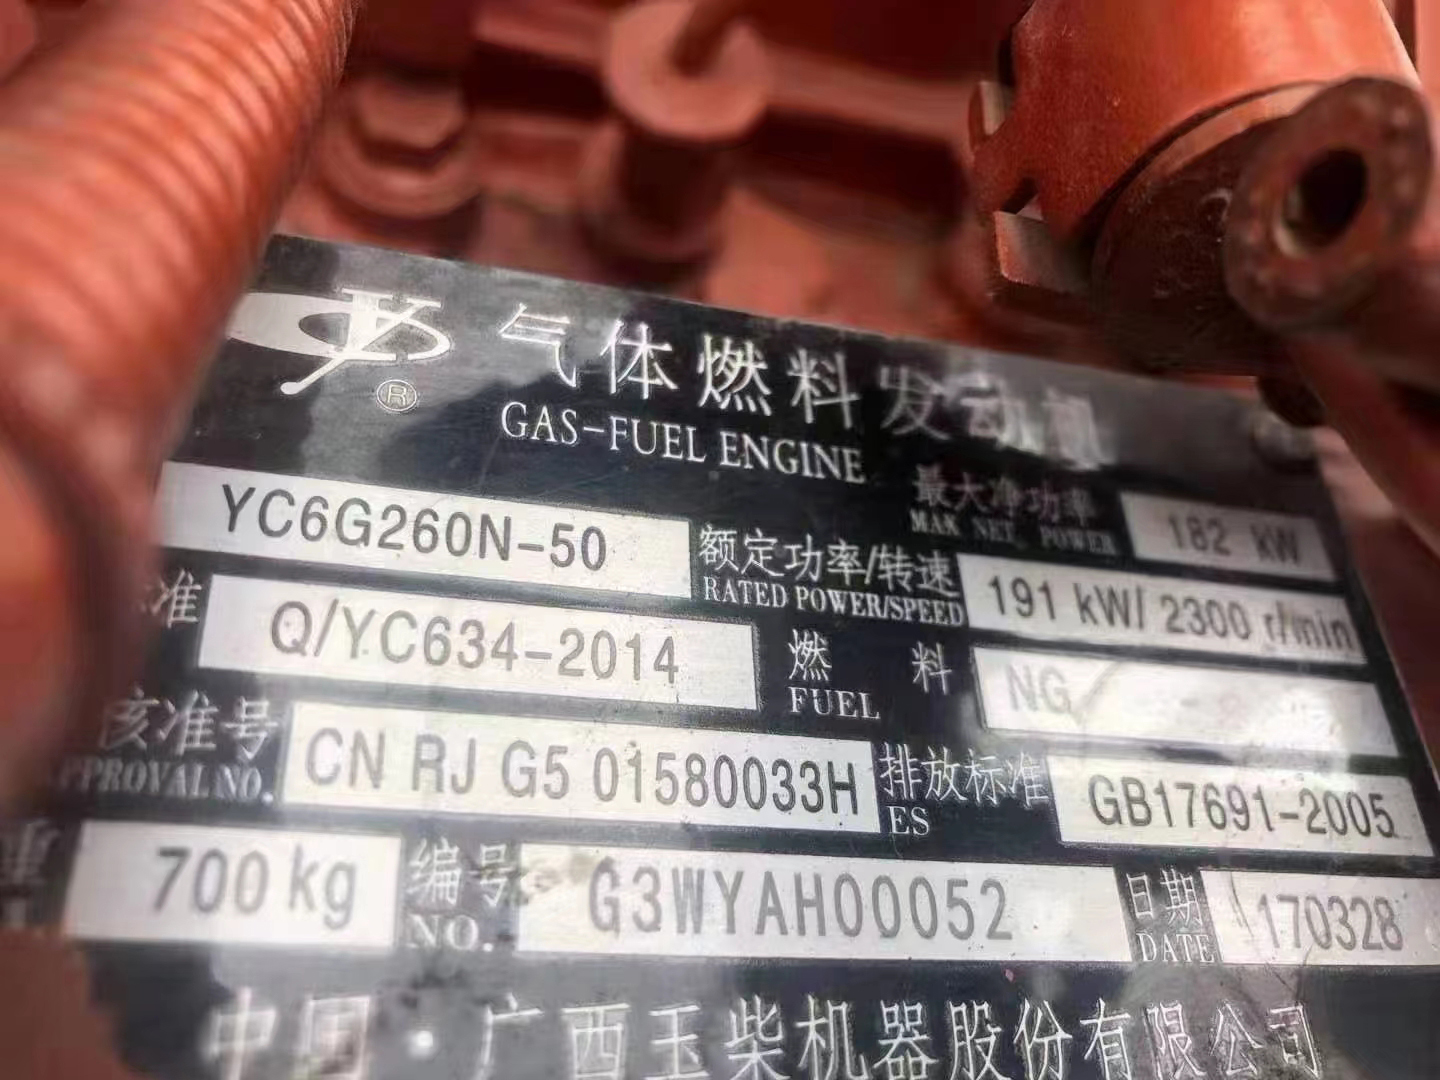 YC
®
气体燃料发动机
GAS-FUEL ENGINE
最大净功率 182 kW
MAX NET. POWER
YC6G260N-50 额定功率/转速 191 kW/ 2300 r/min
RATED POWER/SPEED
准 Q/YC634-2014 燃 料 NG
FUEL
核准号 CN RJ G5 01580033H 排放标准 GB17691-2005
APPROVAL NO. ES
重 700 kg 编号 G3WYAH00052 日期 170328
NO. DATE
中国·广西玉柴机器股份有限公司